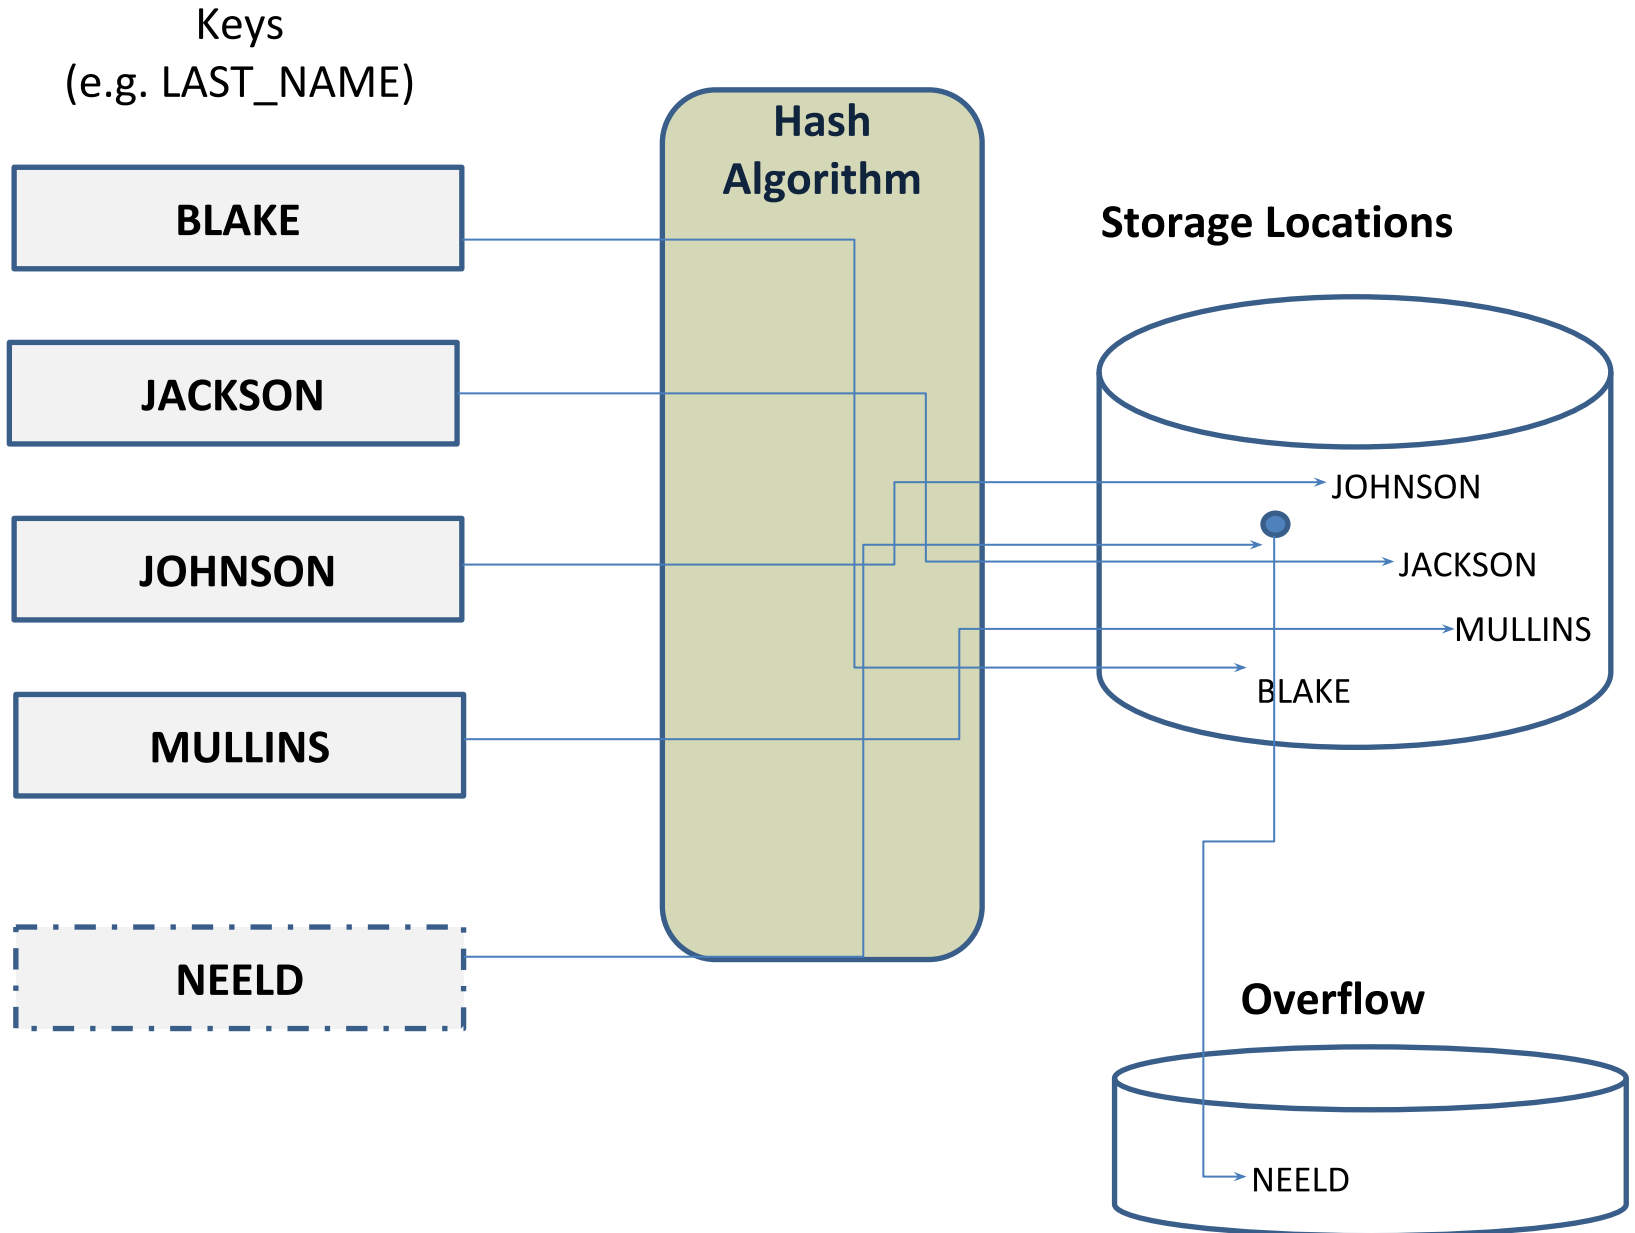 Keys
(e.g. LAST_NAME)
Hash
Algorithm
BLAKE
Storage Locations
JACKSON
JOHNSON
JOHNSON
JACKSON
MULLINS
BLAKE
MULLINS
NEELD
Overflow
NEELD